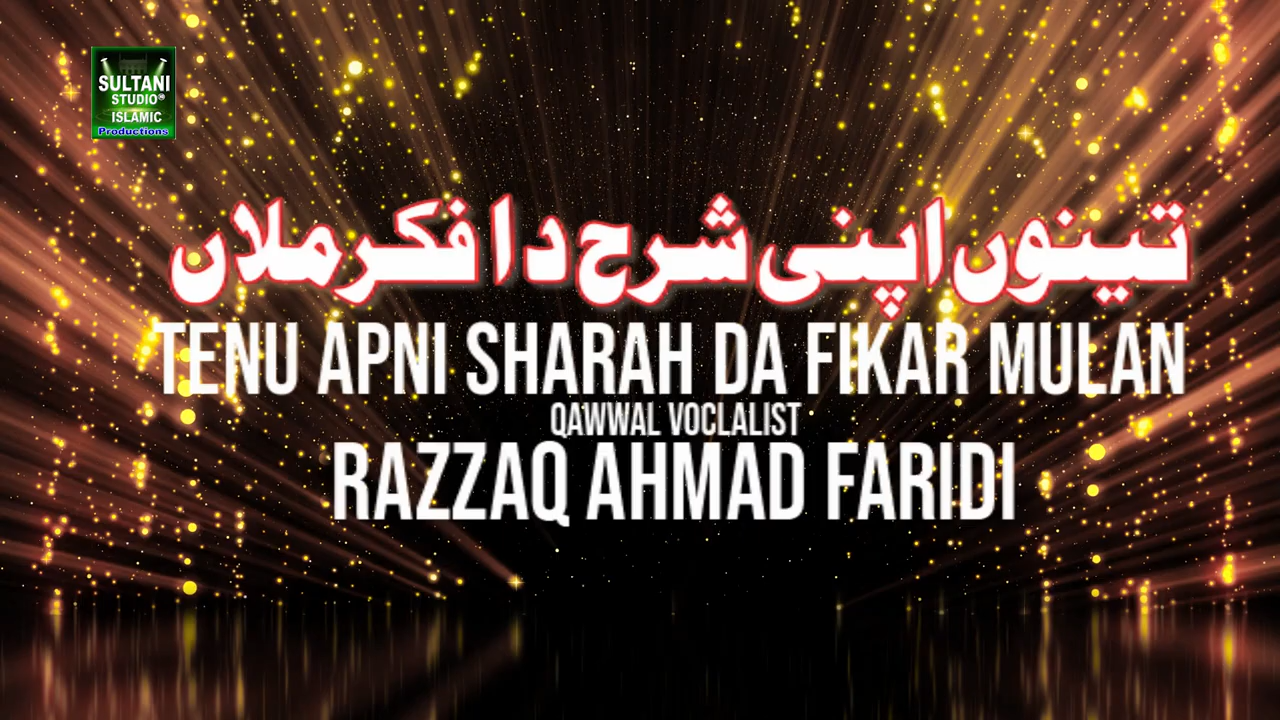 SULTANI
STUDIO®
ISLAMIC
Productions
تینوں اپنی شرح دا فکر ملاں
TENU APNI SHARAH DA FIKAR MULAN
QAWWAL VOCLALIST
RAZZAQ AHMAD FARIDI